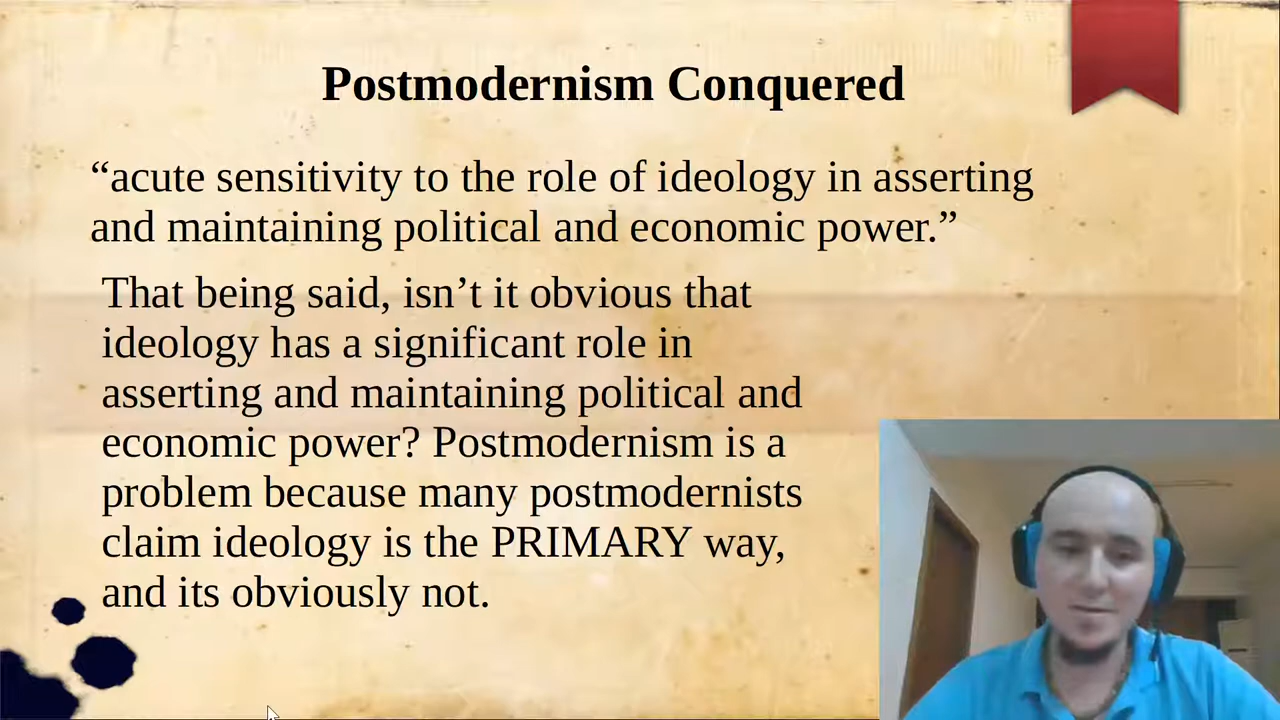 Postmodernism Conquered
“acute sensitivity to the role of ideology in asserting
and maintaining political and economic power.”
That being said, isn’t it obvious that
ideology has a significant role in
asserting and maintaining political and
economic power? Postmodernism is a
problem because many postmodernists
claim ideology is the PRIMARY way,
and its obviously not.